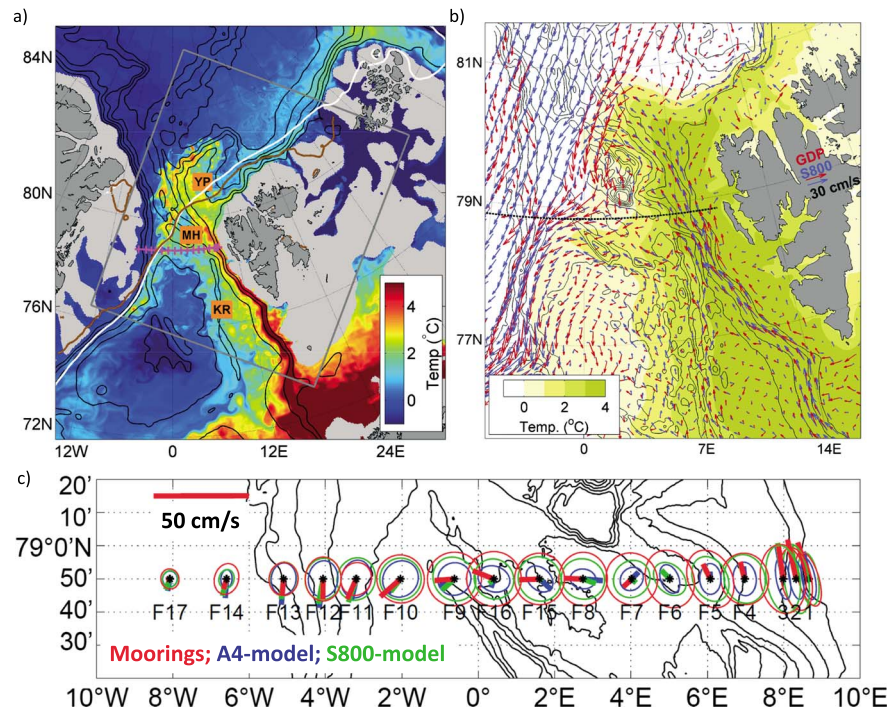 a)
84N
80N
76N
72N
12W
0
12E
24E
YP
MH
KR
4
2
0
Temp °C
b)
81N
79N
77N
0
7E
14E
GDP
S800
30 cm/s
0 2 4
Temp. (°C)
c)
20'
10'
79°0'N
50'
40'
30'
50 cm/s
F17 F14 F13 F12 F11 F10 F9 F16 F15 F8 F7 F6 F5 F4 3 2 1
Moorings; A4-model; S800-model
10°W 8°W 6°W 4°W 2°W 0° 2°E 4°E 6°E 8°E 10°E